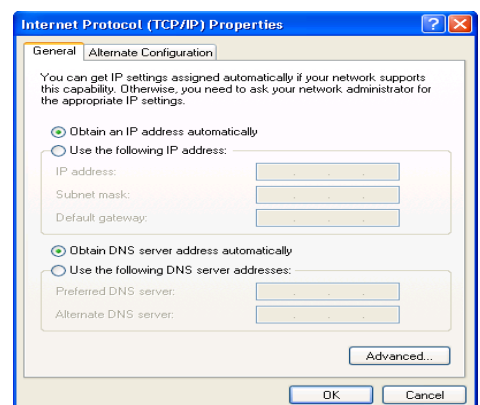 Internet Protocol (TCP/IP) Properties
General Alternate Configuration
You can get IP settings assigned automatically if your network supports
this capability. Otherwise, you need to ask your network administrator for
the appropriate IP settings.
Obtain an IP address automatically
Use the following IP address:
IP address:
Subnet mask:
Default gateway:
Obtain DNS server address automatically
Use the following DNS server addresses:
Preferred DNS server:
Alternate DNS server:
Advanced...
OK Cancel